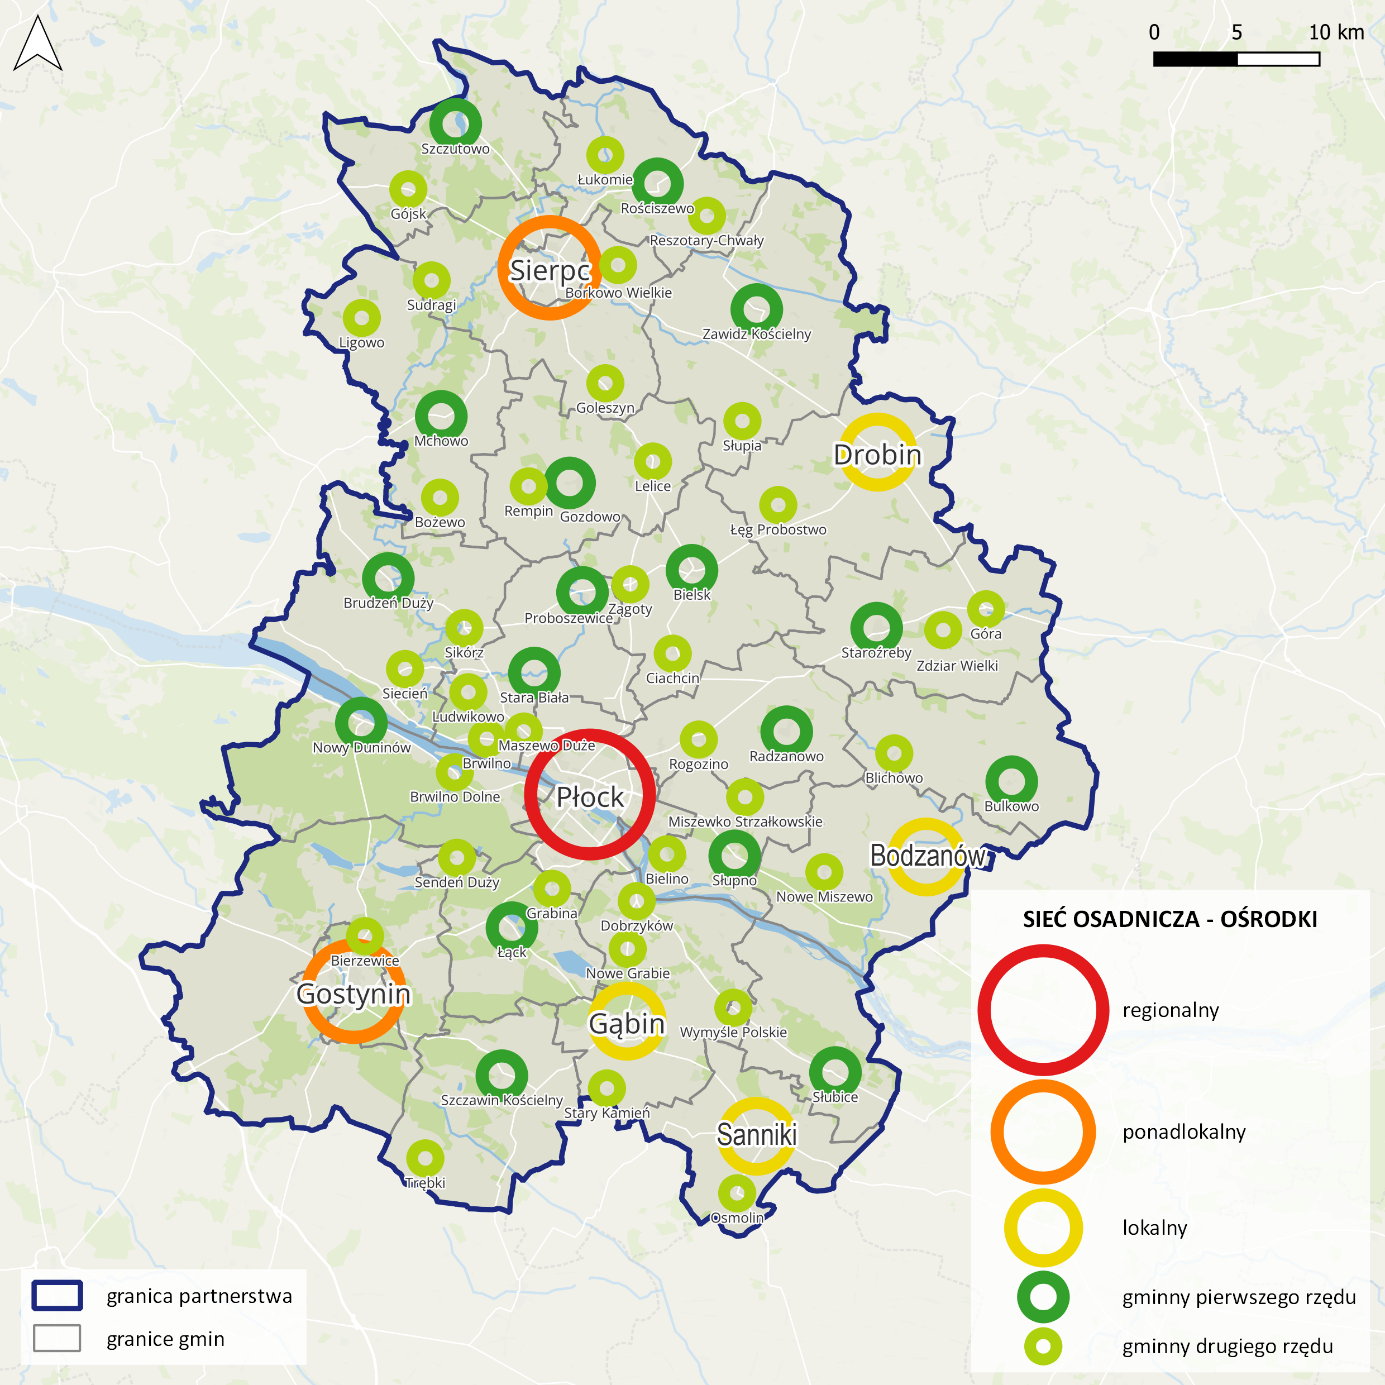 0 5 10 km
Szczutowo
Łukomie
Gójsk
Rościszewo
Reszotary-Chwały
Sierpc
Borkowo Wielkie
Sudragi
Ligowo
Zawidz Kościelny
Goleszyn
Mchowo
Słupia
Drobin
Lelice
Rempin
Gozdowo
Bożewo
Łęg Probostwo
Brudzeń Duży
Proboszewice
Zągoty
Bielsk
Sikórz
Staroźreby
Zdziar Wielki
Góra
Siecień
Ciachcin
Stara Biała
Ludwikowo
Nowy Duninów
Maszewo Duże
Brwilno
Rogozino
Radzanowo
Blichowo
Brwilno Dolne
Płock
Bulkowo
Miszewko Strzałkowskie
Bodzanów
Sendeń Duży
Bielino
Słupno
Nowe Miszewo
Grabina
Dobrzyków
Łąck
Bierzewice
Nowe Grabie
Gostynin
Gąbin
Wymyśle Polskie
Szczawin Kościelny
Stary Kamień
Słubice
Sanniki
Trębki
Osmolin
SIEĆ OSADNICZA - OŚRODKI
regionalny
ponadlokalny
lokalny
gminny pierwszego rzędu
gminny drugiego rzędu
granica partnerstwa
granice gmin